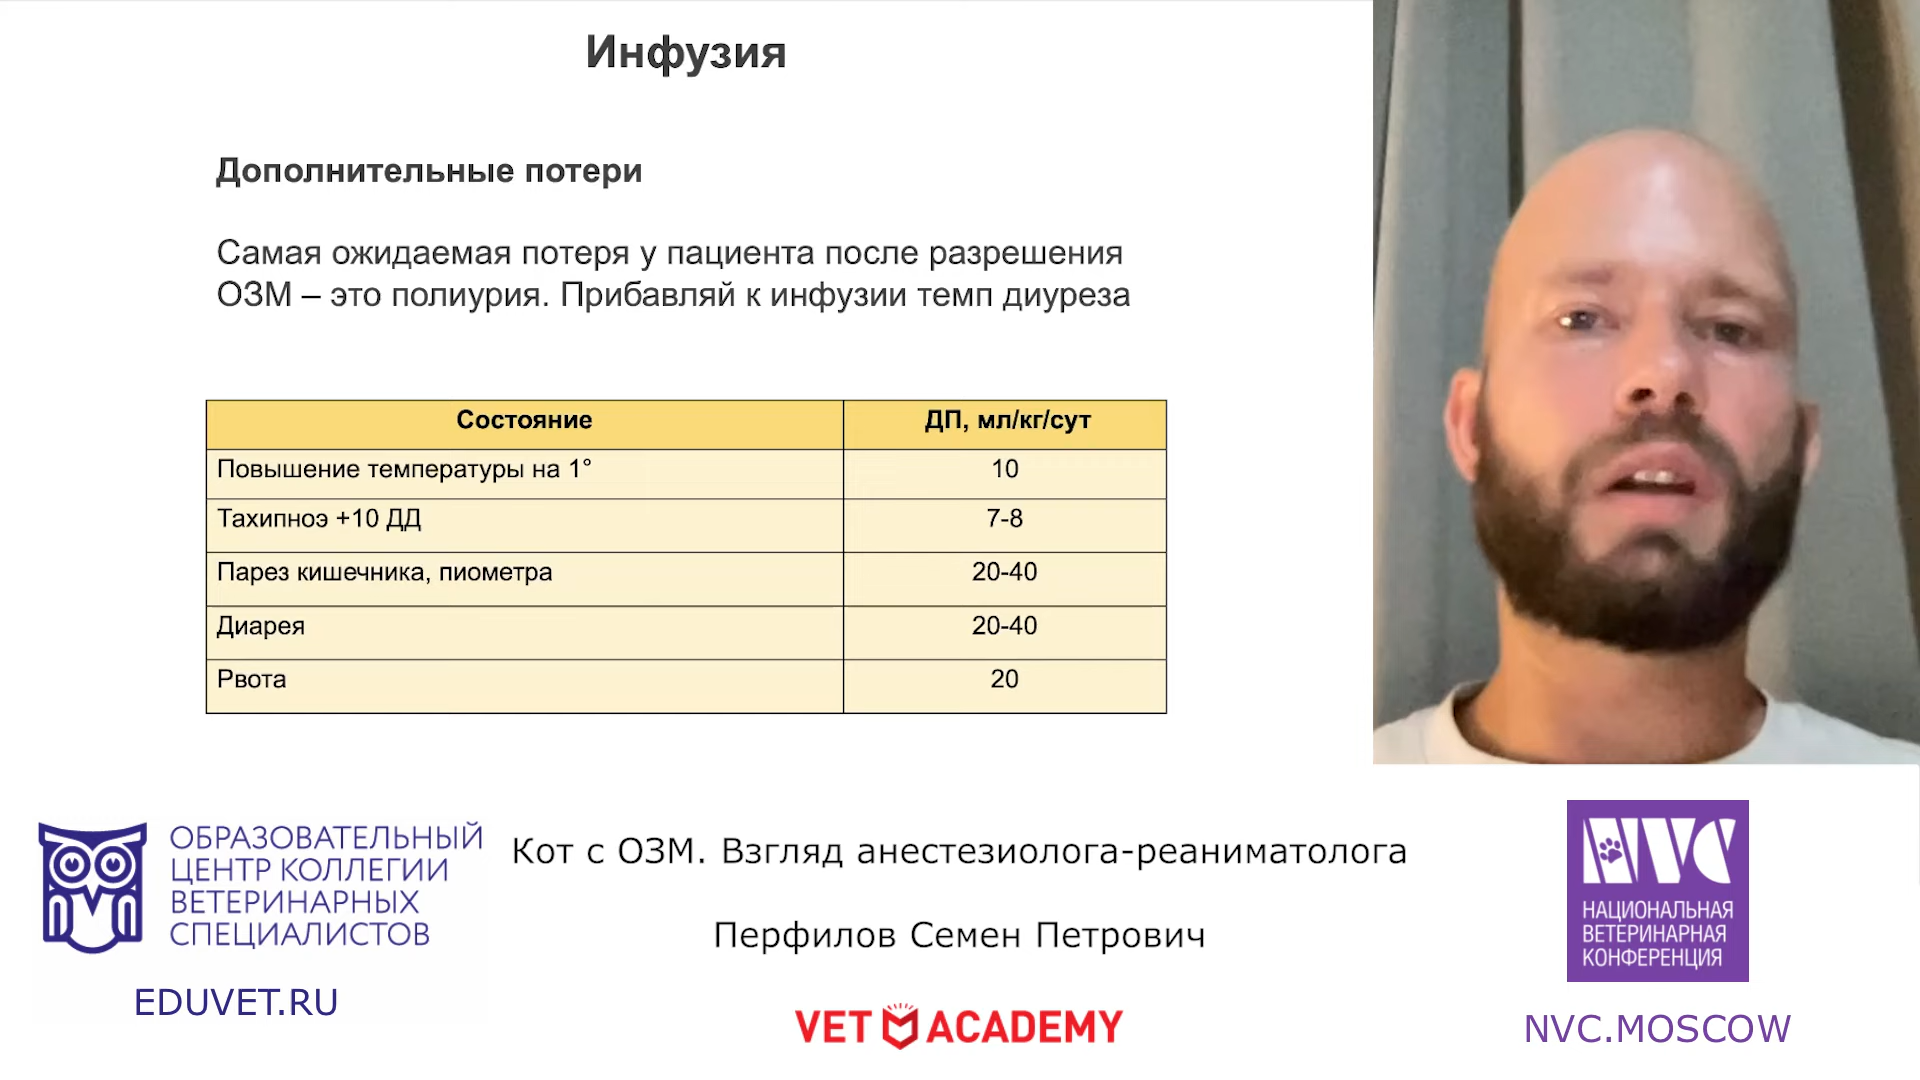 Инфузия
Дополнительные потери
Самая ожидаемая потеря у пациента после разрешения
ОЗМ – это полиурия. Прибавляй к инфузии темп диуреза
Состояние ДП, мл/кг/сут
Повышение температуры на 1° 10
Тахипноэ +10 ДД 7-8
Парез кишечника, пиометра 20-40
Диарея 20-40
Рвота 20
ОБРАЗОВАТЕЛЬНЫЙ
ЦЕНТР КОЛЛЕГИИ
ВЕТЕРИНАРНЫХ
СПЕЦИАЛИСТОВ
EDUVET.RU
Кот с ОЗМ. Взгляд анестезиолога-реаниматолога
Перфилов Семен Петрович
VET ACADEMY
NVC
НАЦИОНАЛЬНАЯ
ВЕТЕРИНАРНАЯ
КОНФЕРЕНЦИЯ
NVC.MOSCOW